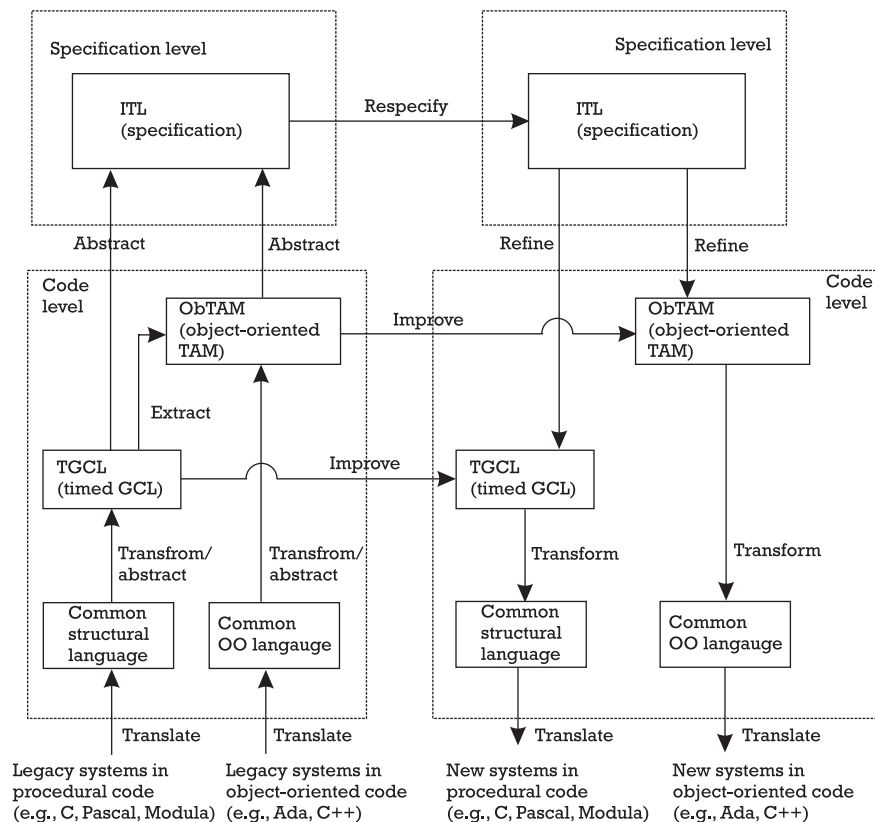 Specification level
Specification level
ITL
(specification)
Respecify
ITL
(specification)
Abstract
Abstract
Refine
Refine
Code
level
Code
level
ObTAM
(object-oriented
TAM)
Improve
ObTAM
(object-oriented
TAM)
Extract
TGCL
(timed GCL)
Improve
TGCL
(timed GCL)
Transfrom/
abstract
Transfrom/
abstract
Transform
Transform
Common
structural
language
Common
OO langauge
Common
structural
language
Common
OO langauge
Translate
Translate
Translate
Translate
Legacy systems in
procedural code
(e.g., C, Pascal, Modula)
Legacy systems in
object-oriented code
(e.g., Ada, C++)
New systems in
procedural code
(e.g., C, Pascal, Modula)
New systems in
object-oriented code
(e.g., Ada, C++)